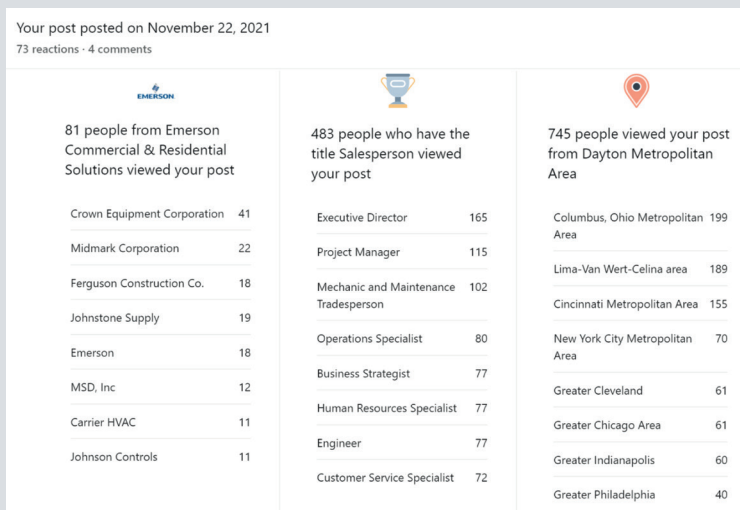 Your post posted on November 22, 2021
73 reactions · 4 comments
EMERSON
81 people from Emerson
Commercial & Residential
Solutions viewed your post
Crown Equipment Corporation 41
Midmark Corporation 22
Ferguson Construction Co. 18
Johnstone Supply 19
Emerson 18
MSD, Inc 12
Carrier HVAC 11
Johnson Controls 11
483 people who have the
title Salesperson viewed
your post
Executive Director 165
Project Manager 115
Mechanic and Maintenance 102
Tradesperson
Operations Specialist 80
Business Strategist 77
Human Resources Specialist 77
Engineer 77
Customer Service Specialist 72
745 people viewed your post
from Dayton Metropolitan
Area
Columbus, Ohio Metropolitan 199
Area
Lima-Van Wert-Celina area 189
Cincinnati Metropolitan Area 155
New York City Metropolitan 70
Area
Greater Cleveland 61
Greater Chicago Area 61
Greater Indianapolis 60
Greater Philadelphia 40